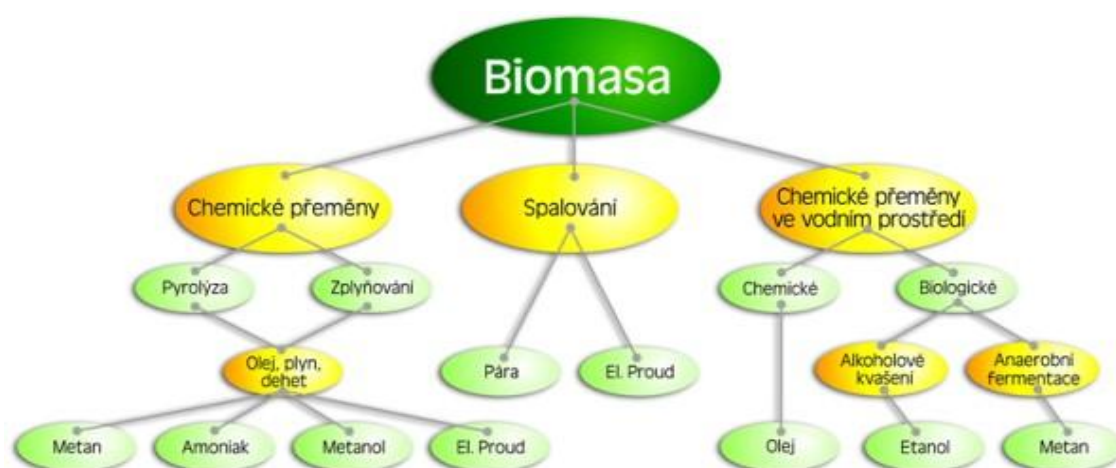 Biomasa
Chemické přeměny
Spalování
Chemické přeměny
ve vodním prostředí
Pyrolýza
Zplyňování
Chemické
Biologické
Olej, plyn,
dehet
Pára
El. Proud
Alkoholové
kvašení
Anaerobní
fermentace
Metan
Amoniak
Metanol
El. Proud
Olej
Etanol
Metan